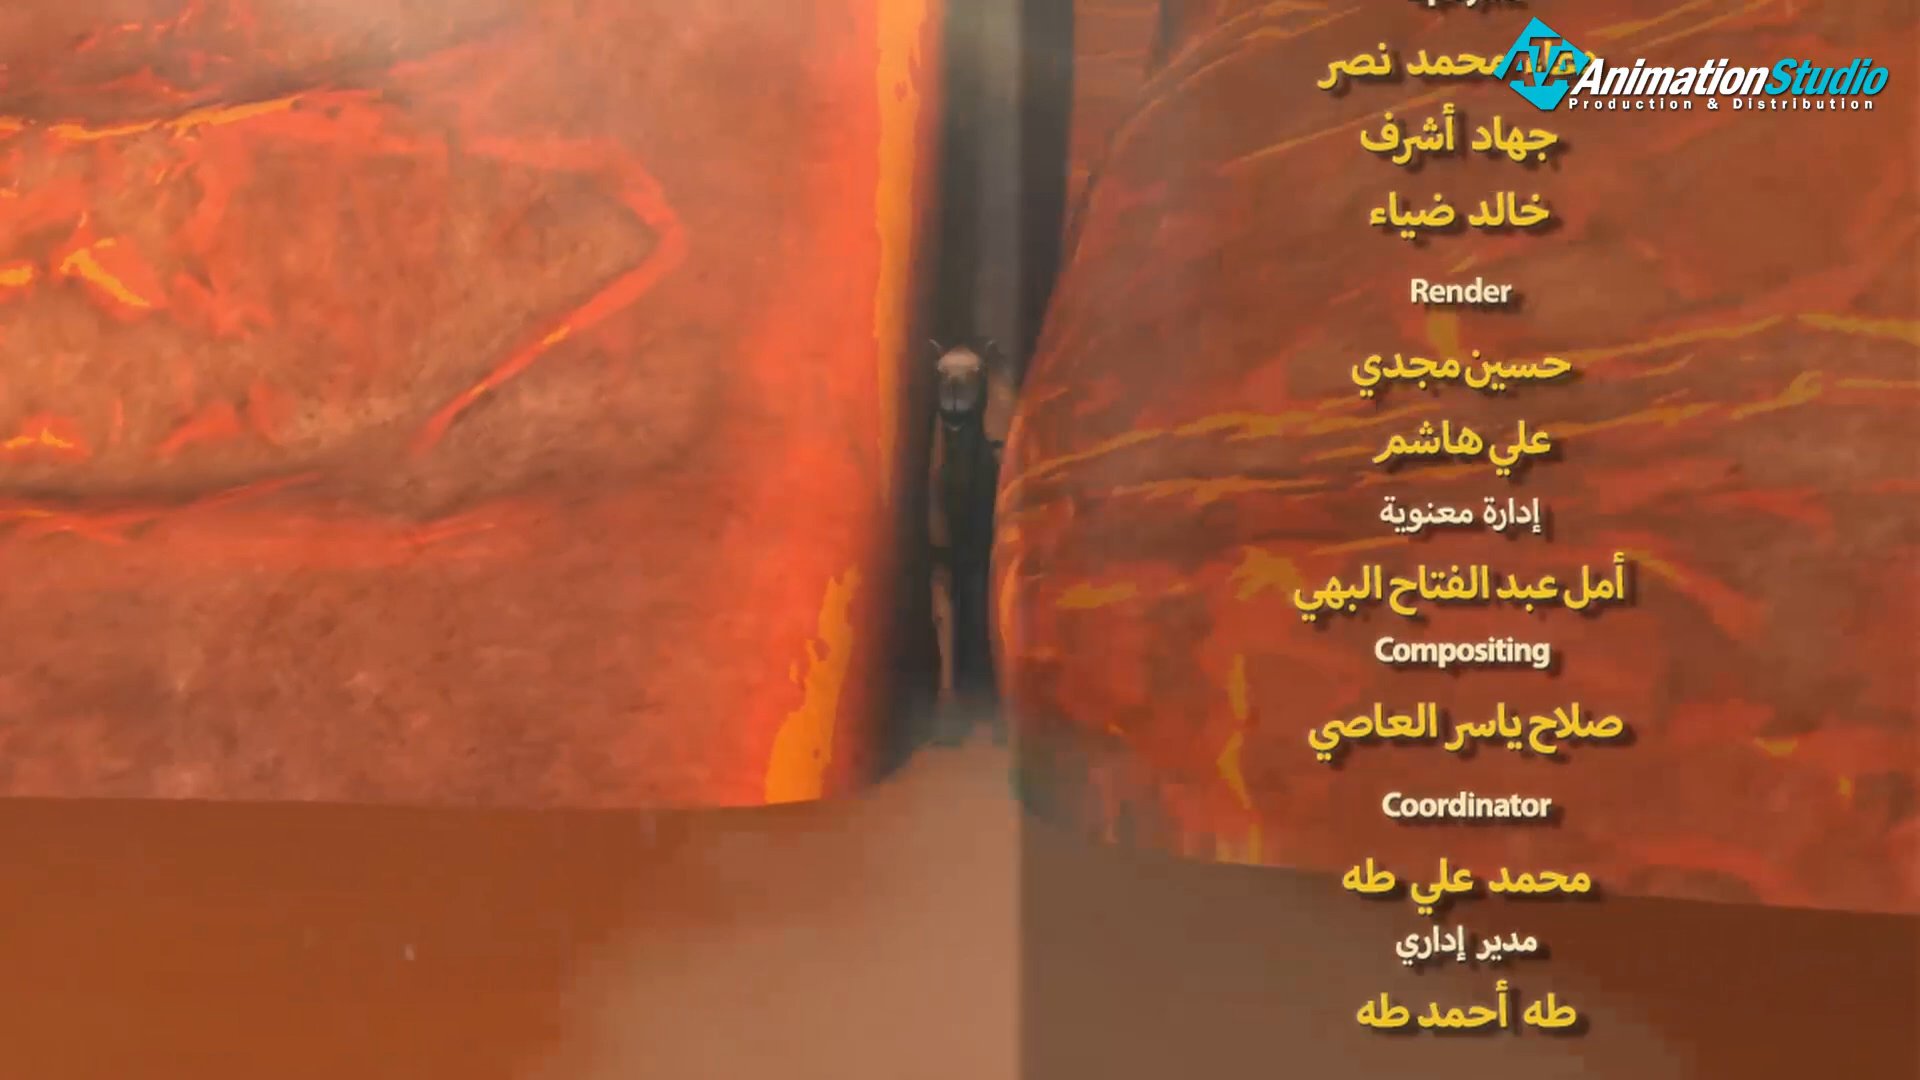 محمد نصر
جهاد أشرف
خالد ضياء
Render
حسين مجدي
علي هاشم
إدارة معنوية
أمل عبد الفتاح البهي
Compositing
صلاح ياسر العاصي
Coordinator
محمد علي طه
مدير إداري
طه أحمد طه
ATA
AnimationStudio
Production & Distribution